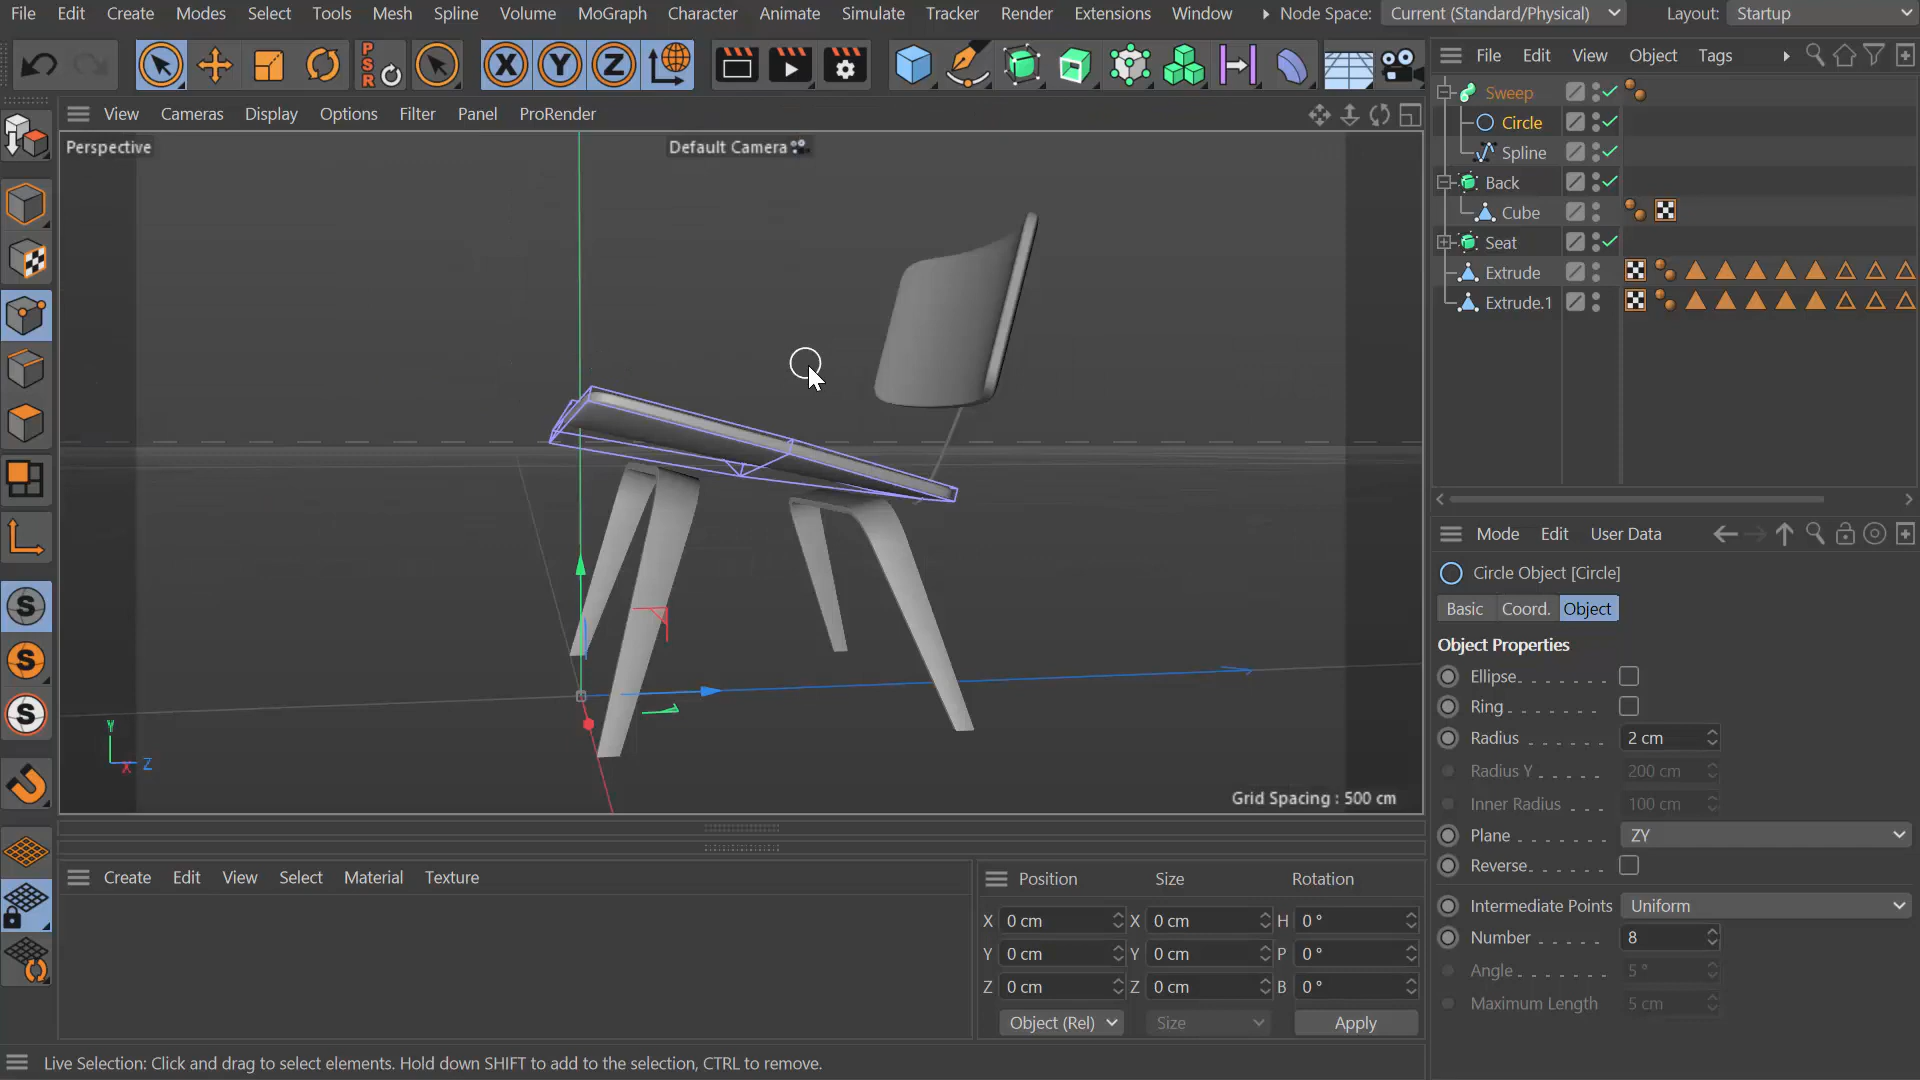 File Edit Create Modes Select Tools Mesh Spline Volume MoGraph Character Animate Simulate Tracker Render Extensions Window Node Space: Current (Standard/Physical) Layout: Startup
PSR X Y Z
File Edit View Object Tags
View Cameras Display Options Filter Panel ProRender
Perspective
Default Camera
Sweep
Circle
Spline
Back
Cube
Seat
Extrude
Extrude.1
S
S
S
Y
X Z
Grid Spacing : 500 cm
Mode Edit User Data
Circle Object [Circle]
Basic Coord. Object
Object Properties
Ellipse
Ring
Radius 2 cm
Radius Y 200 cm
Inner Radius 100 cm
Plane ZY
Reverse
Intermediate Points Uniform
Number 8
Angle 5 °
Maximum Length 5 cm
Create Edit View Select Material Texture
Position Size Rotation
X 0 cm X 0 cm H 0 °
Y 0 cm Y 0 cm P 0 °
Z 0 cm Z 0 cm B 0 °
Object (Rel) Size Apply
Live Selection: Click and drag to select elements. Hold down SHIFT to add to the selection, CTRL to remove.